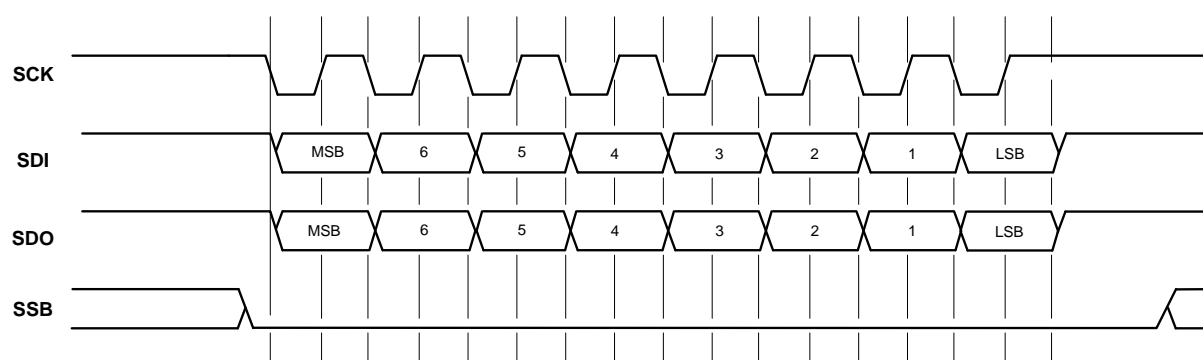 SCK
SDI MSB 6 5 4 3 2 1 LSB
SDO MSB 6 5 4 3 2 1 LSB
SSB